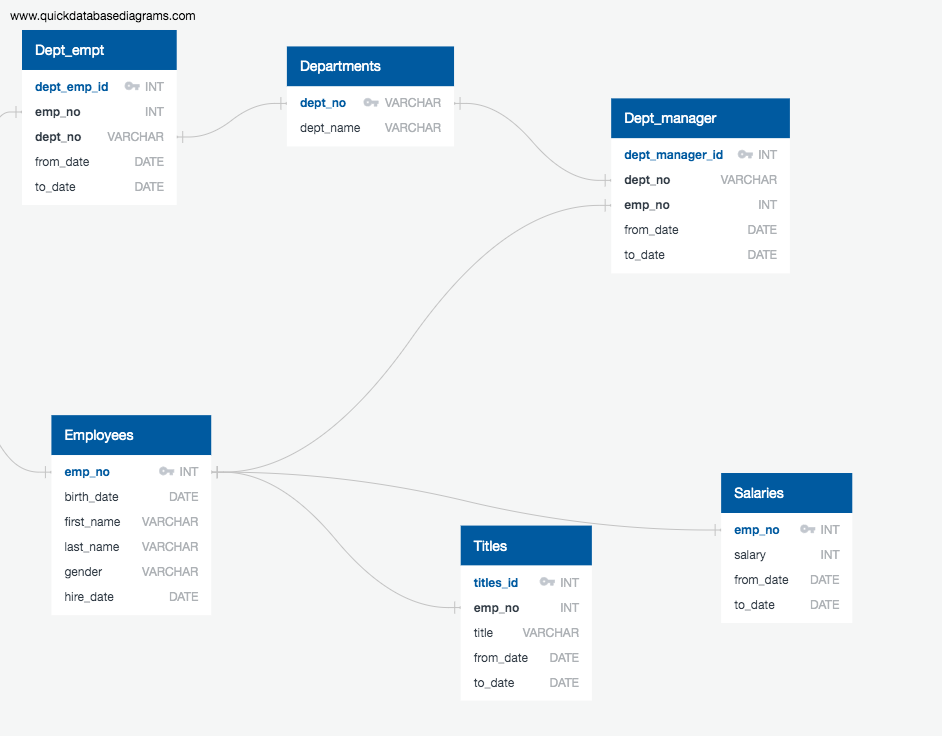 www.quickdatabasediagrams.com
Dept_empt
dept_emp_id INT
emp_no INT
dept_no VARCHAR
from_date DATE
to_date DATE
Departments
dept_no VARCHAR
dept_name VARCHAR
Dept_manager
dept_manager_id INT
dept_no VARCHAR
emp_no INT
from_date DATE
to_date DATE
Employees
emp_no INT
birth_date DATE
first_name VARCHAR
last_name VARCHAR
gender VARCHAR
hire_date DATE
Titles
titles_id INT
emp_no INT
title VARCHAR
from_date DATE
to_date DATE
Salaries
emp_no INT
salary INT
from_date DATE
to_date DATE